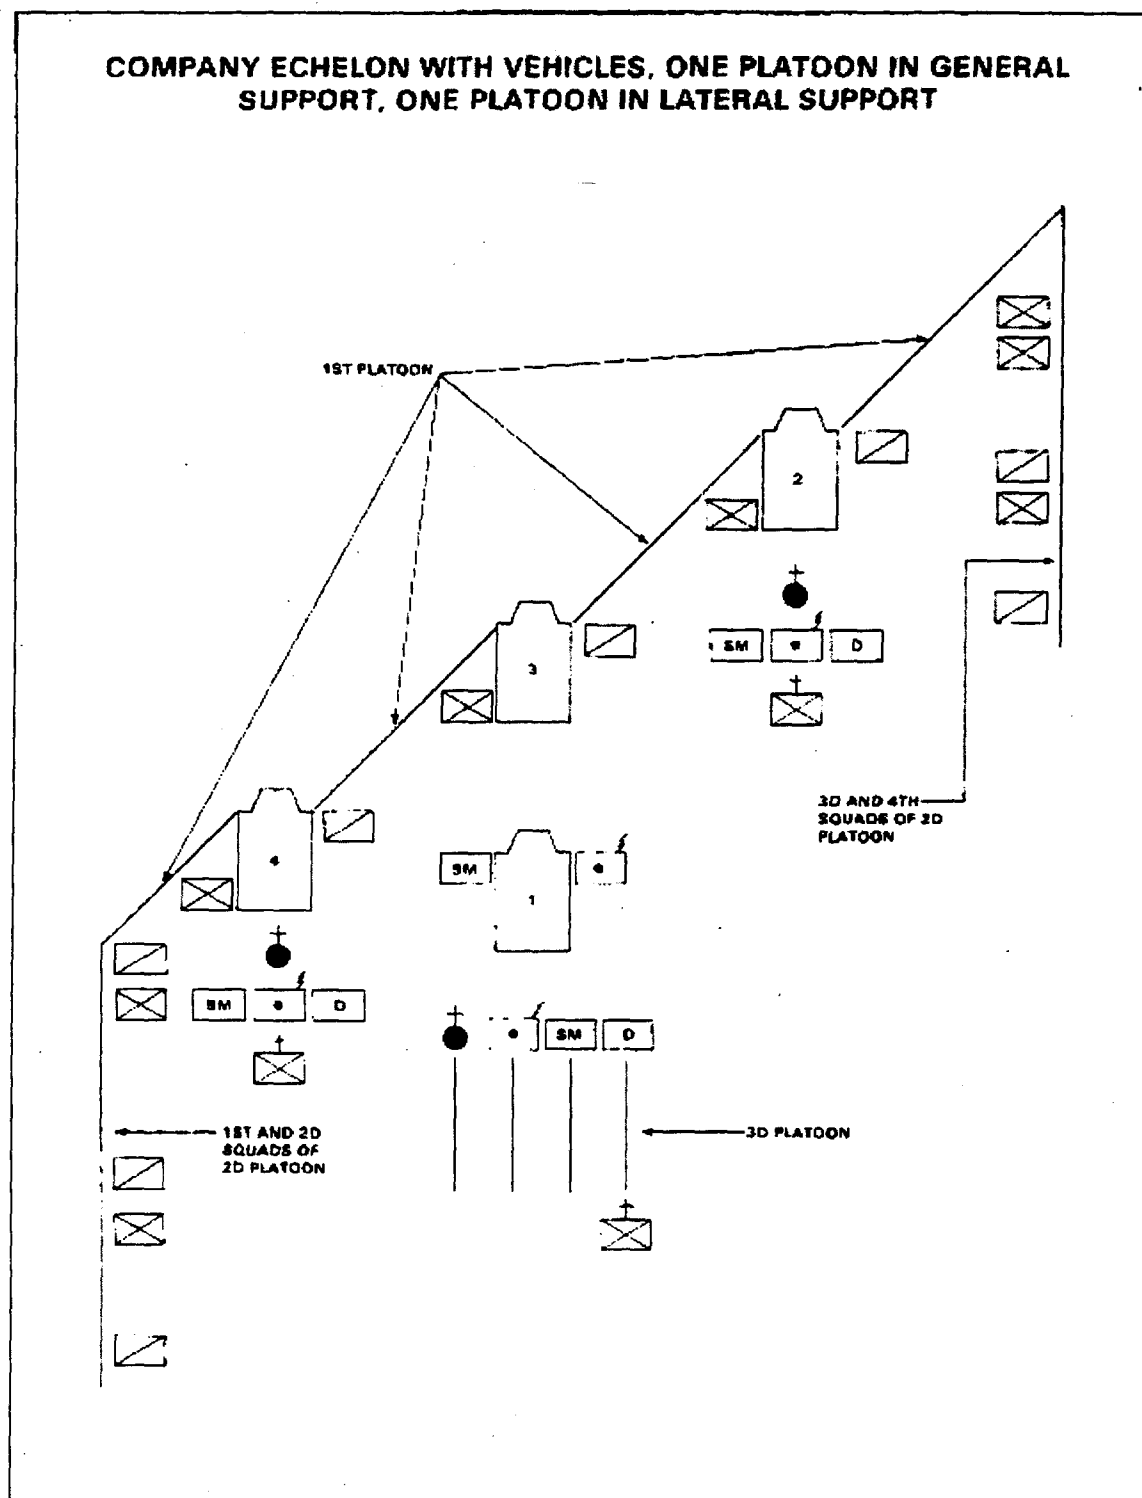 COMPANY ECHELON WITH VEHICLES, ONE PLATOON IN GENERAL
SUPPORT, ONE PLATOON IN LATERAL SUPPORT
1ST PLATOON
2
SM
D
3
3D AND 4TH
SQUADS OF 2D
PLATOON
4
SM
1
SM
D
SM
D
1ST AND 2D
SQUADS OF
2D PLATOON
3D PLATOON